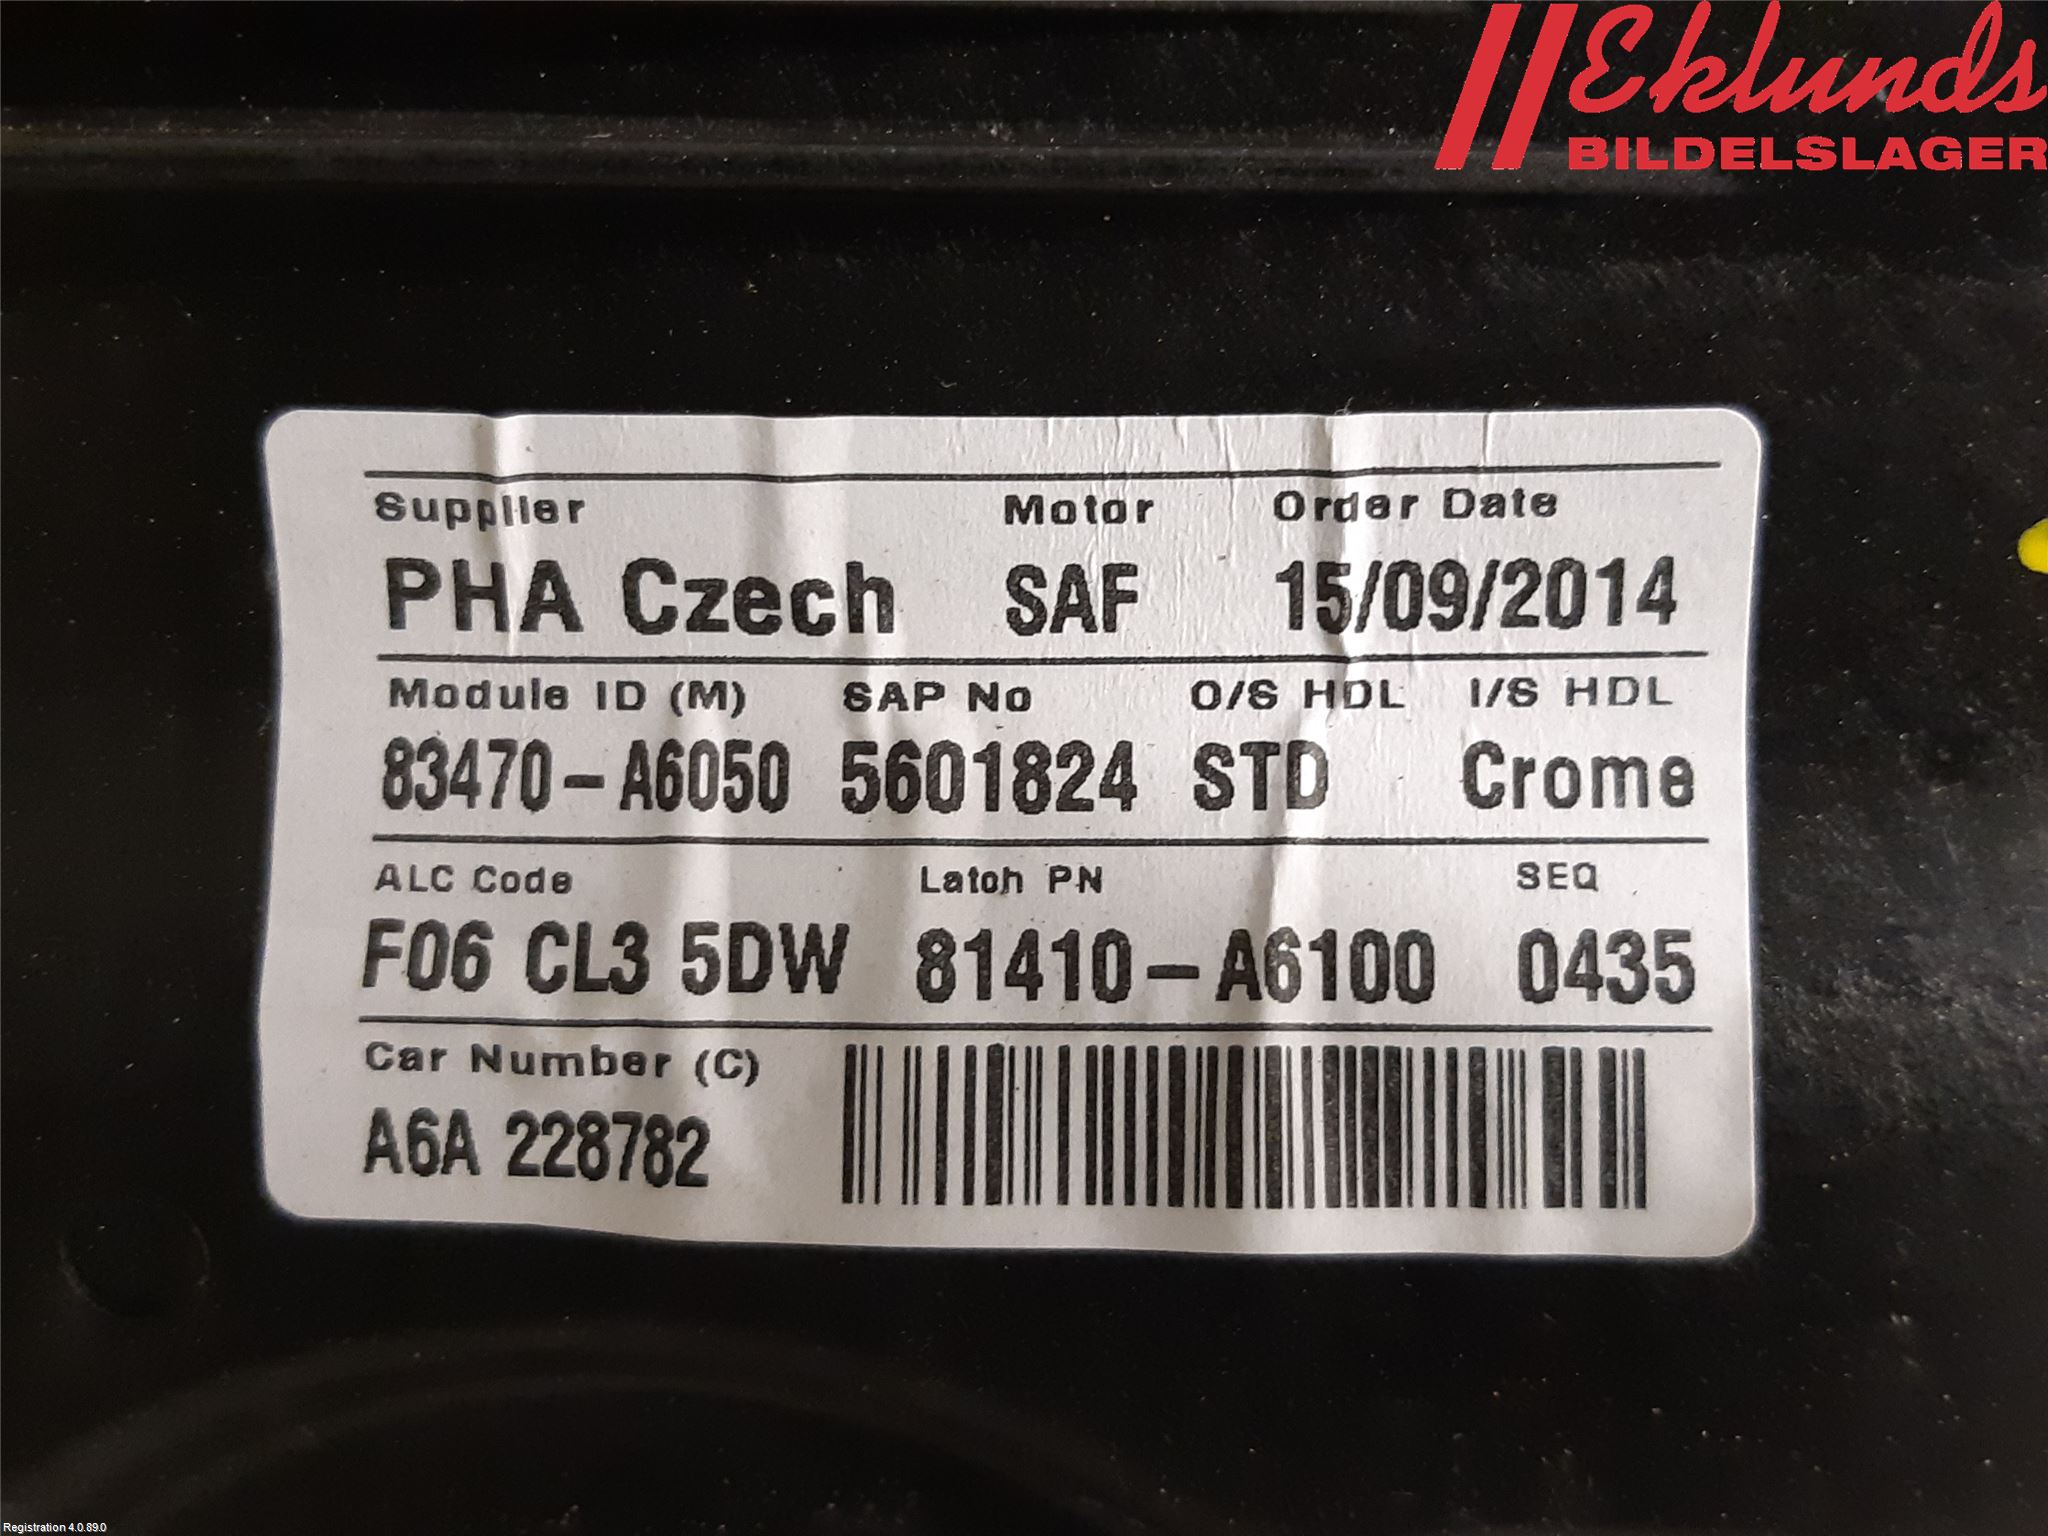 Eklunds
BILDELSLAGER
Supplier Motor Order Date
PHA Czech SAF 15/09/2014
Module ID (M) SAP No O/S HDL I/S HDL
83470-A6050 5601824 STD Crome
ALC Code Latch PN SEQ
F06 CL3 5DW 81410-A6100 0435
Car Number (C)
A6A 228782
Registration 4.0.89.0